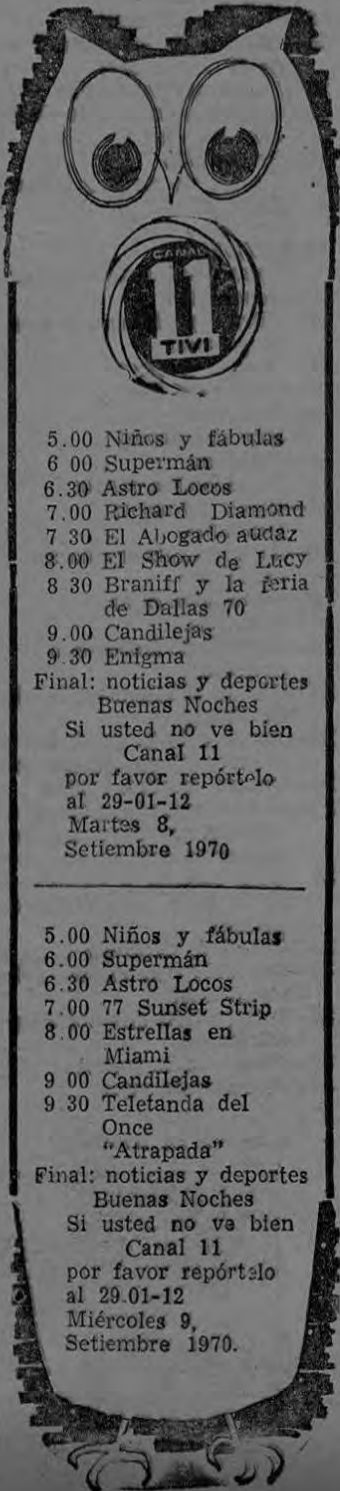 CANAL
11
TIVI
5.00 Niños y fábulas
6 00 Supermán
6.30 Astro Locos
7.00 Richard Diamond
7 30 El Abogado audaz
8.00 El Show de Lucy
8 30 Braniff y la feria
de Dallas 70
9.00 Candilejas
9.30 Enigma
Final: noticias y deportes
Buenas Noches
Si usted no ve bien
Canal 11
por favor repórtelo
al 29-01-12
Martes 8,
Setiembre 1970
5.00 Niños y fábulas
6.00 Supermán
6.30 Astro Locos
7.00 77 Sunset Strip
8.00 Estrellas en
Miami
9 00 Candilejas
9 30 Teletanda del
Once
"Atrapada"
Final: noticias y deportes
Buenas Noches
Si usted no ve bien
Canal 11
por favor repórtelo
al 29.01-12
Miércoles 9,
Setiembre 1970.